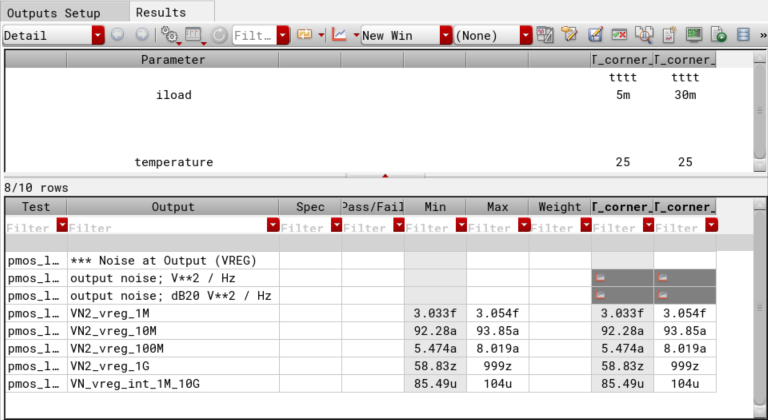 Outputs Setup Results
Detail Filt… New Win (None) »
Parameter T_corner_ T_corner_
tttt tttt
iload 5m 30m
temperature 25 25
8/10 rows
Test Output Spec Pass/Fail Min Max Weight T_corner_ T_corner_
Filter Filter Filter Filter Filter Filter Filter Filter Filter
pmos_l… *** Noise at Output (VREG)
pmos_l… output noise; V**2 / Hz
pmos_l… output noise; dB20 V**2 / Hz
pmos_l… VN2_vreg_1M 3.033f 3.054f 3.033f 3.054f
pmos_l… VN2_vreg_10M 92.28a 93.85a 92.28a 93.85a
pmos_l… VN2_vreg_100M 5.474a 8.019a 5.474a 8.019a
pmos_l… VN2_vreg_1G 58.83z 999z 58.83z 999z
pmos_l… VN_vreg_int_1M_10G 85.49u 104u 85.49u 104u